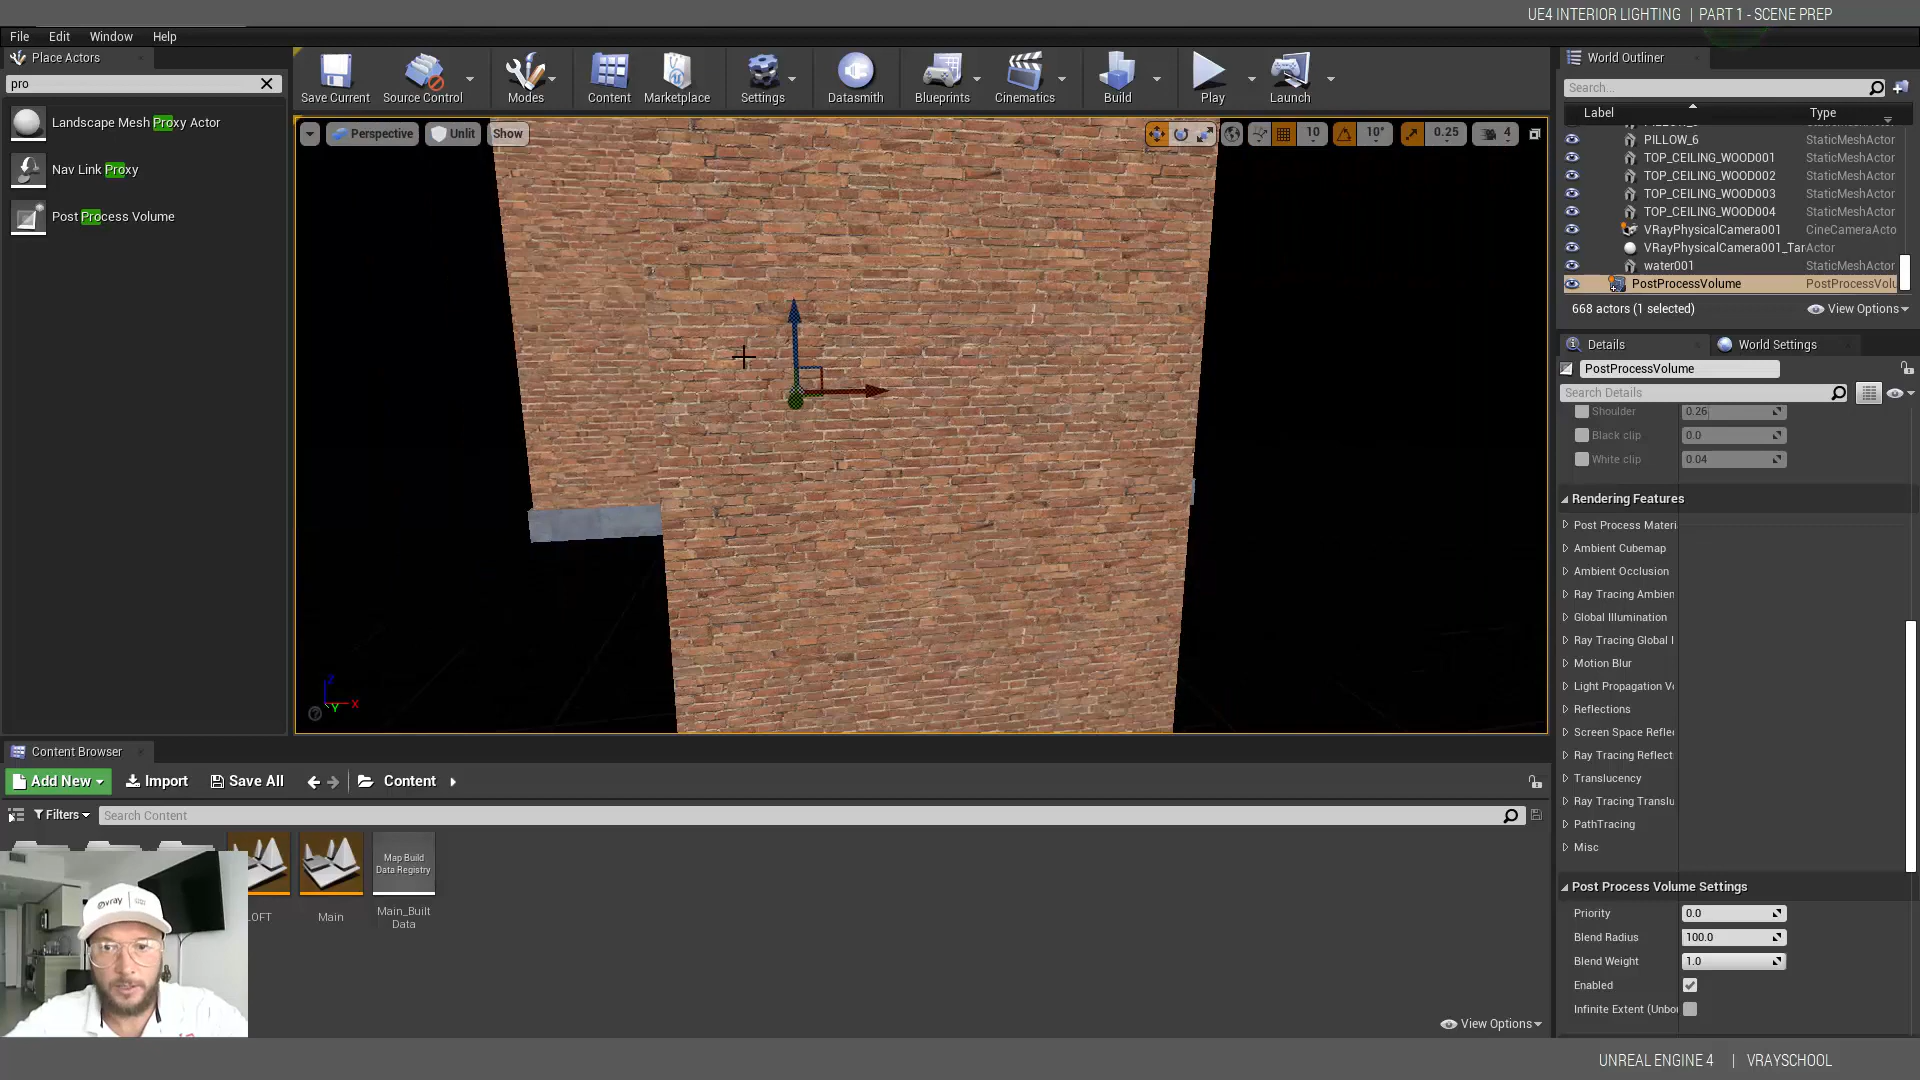 UE4 INTERIOR LIGHTING | PART 1 - SCENE PREP
File Edit Window Help
Place Actors
pro
Landscape Mesh Proxy Actor
Nav Link Proxy
Post Process Volume
Save Current Source Control Modes Content Marketplace Settings Datasmith Blueprints Cinematics Build Play Launch
Perspective Unlit Show
10 10° 0.25 4
Z
X
Y
World Outliner
Search...
Label Type
PILLOW_6 StaticMeshActor
TOP_CEILING_WOOD001 StaticMeshActor
TOP_CEILING_WOOD002 StaticMeshActor
TOP_CEILING_WOOD003 StaticMeshActor
TOP_CEILING_WOOD004 StaticMeshActor
VRayPhysicalCamera001 CineCameraActo
VRayPhysicalCamera001_Tar Actor
water001 StaticMeshActor
PostProcessVolume PostProcessVolu
668 actors (1 selected) View Options
Details World Settings
PostProcessVolume
Search Details
Shoulder 0.26
Black clip 0.0
White clip 0.04
Rendering Features
Post Process Materi
Ambient Cubemap
Ambient Occlusion
Ray Tracing Ambien
Global Illumination
Ray Tracing Global I
Motion Blur
Light Propagation Vo
Reflections
Screen Space Refle
Ray Tracing Reflect
Translucency
Ray Tracing Translu
PathTracing
Misc
Post Process Volume Settings
Priority 0.0
Blend Radius 100.0
Blend Weight 1.0
Enabled
Infinite Extent (Unbou
Content Browser
Add New Import Save All Content
Filters Search Content
Map Build
Data Registry
LOFT Main Main_Built
Data
vray
View Options
UNREAL ENGINE 4 | VRAYSCHOOL